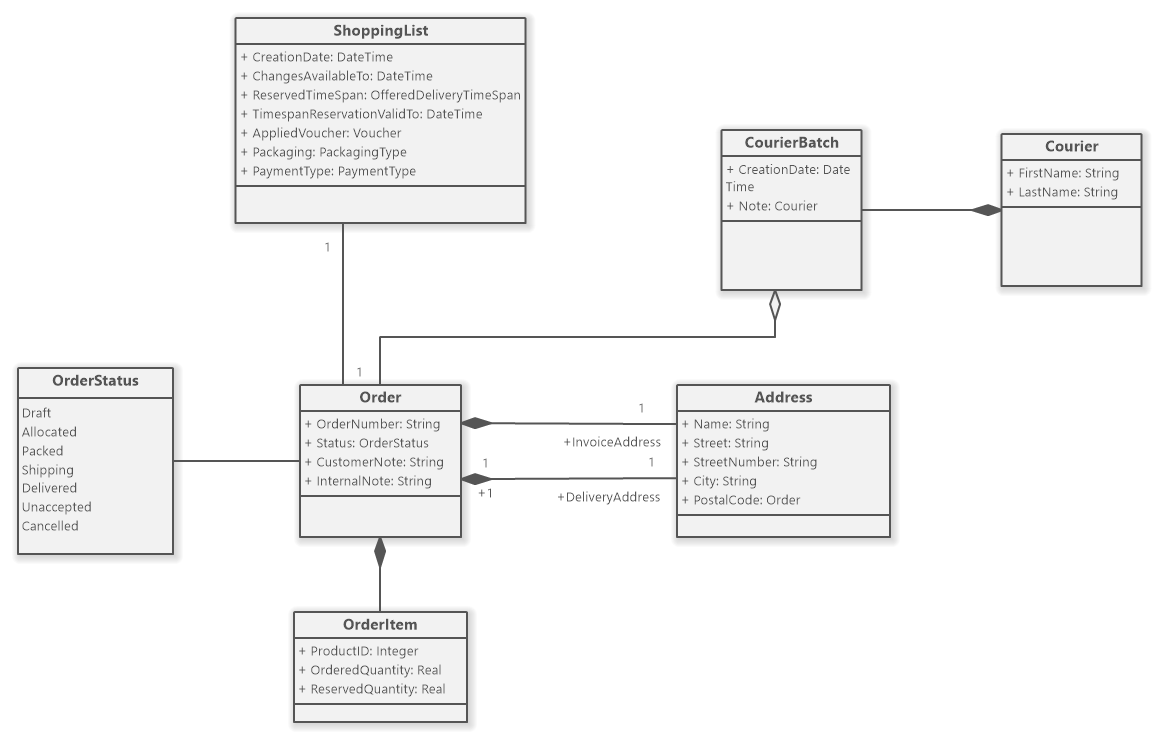 ShoppingList
+ CreationDate: DateTime
+ ChangesAvailableTo: DateTime
+ ReservedTimeSpan: OfferedDeliveryTimeSpan
+ TimespanReservationValidTo: DateTime
+ AppliedVoucher: Voucher
+ Packaging: PackagingType
+ PaymentType: PaymentType
1
1
CourierBatch
+ CreationDate: Date
Time
+ Note: Courier
Courier
+ FirstName: String
+ LastName: String
OrderStatus
Draft
Allocated
Packed
Shipping
Delivered
Unaccepted
Cancelled
Order
+ OrderNumber: String
+ Status: OrderStatus
+ CustomerNote: String
+ InternalNote: String
1
+InvoiceAddress
1
1
+1
+DeliveryAddress
Address
+ Name: String
+ Street: String
+ StreetNumber: String
+ City: String
+ PostalCode: Order
OrderItem
+ ProductID: Integer
+ OrderedQuantity: Real
+ ReservedQuantity: Real